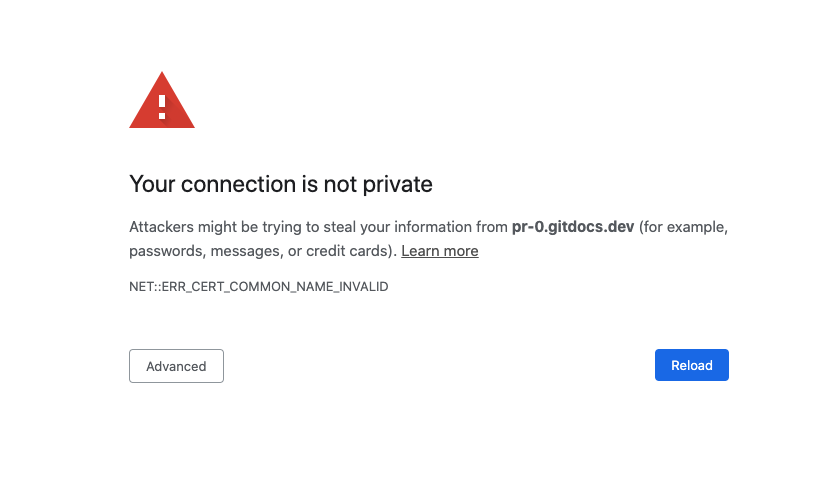 Your connection is not private
Attackers might be trying to steal your information from pr-0.gitdocs.dev (for example,
passwords, messages, or credit cards). Learn more
NET::ERR_CERT_COMMON_NAME_INVALID
Advanced
Reload